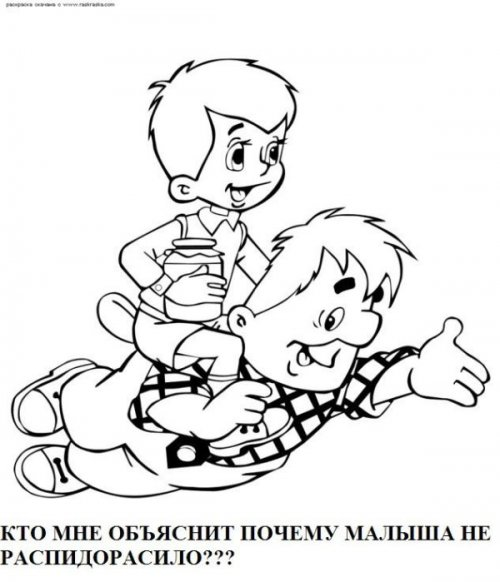 раскраска скачана с www.raskraska.com
КТО МНЕ ОБЪЯСНИТ ПОЧЕМУ МАЛЫША НЕ
РАСПИДОРАСИЛО???